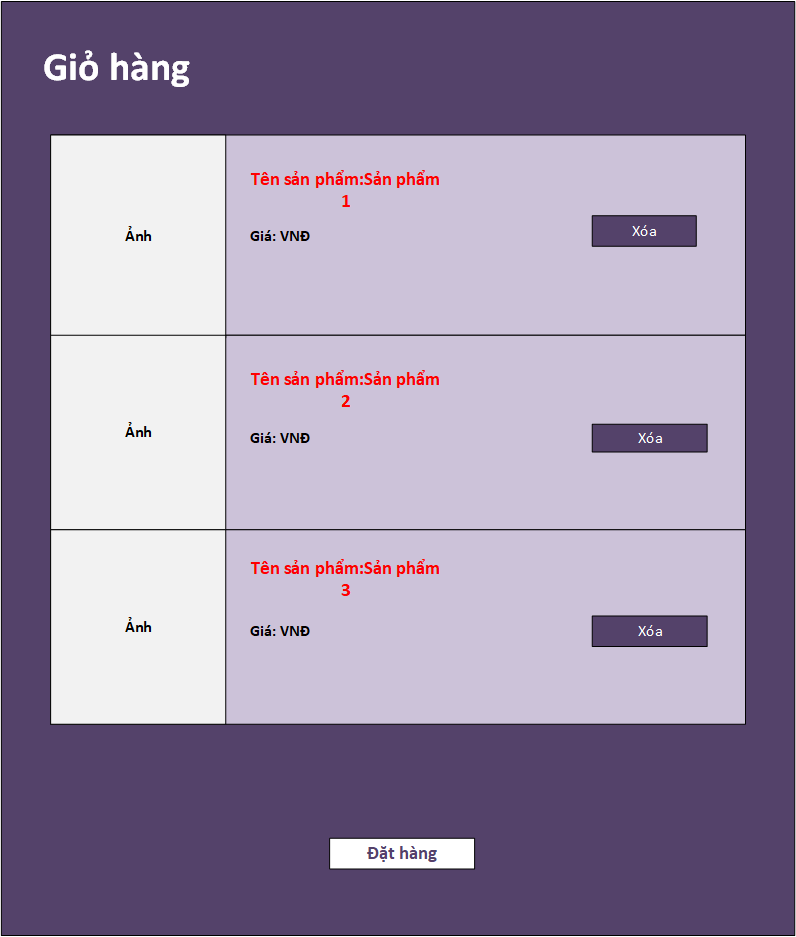 Giỏ hàng
Ảnh
Tên sản phẩm:Sản phẩm
1
Giá: VNĐ
Xóa
Ảnh
Tên sản phẩm:Sản phẩm
2
Giá: VNĐ
Xóa
Ảnh
Tên sản phẩm:Sản phẩm
3
Giá: VNĐ
Xóa
Đặt hàng